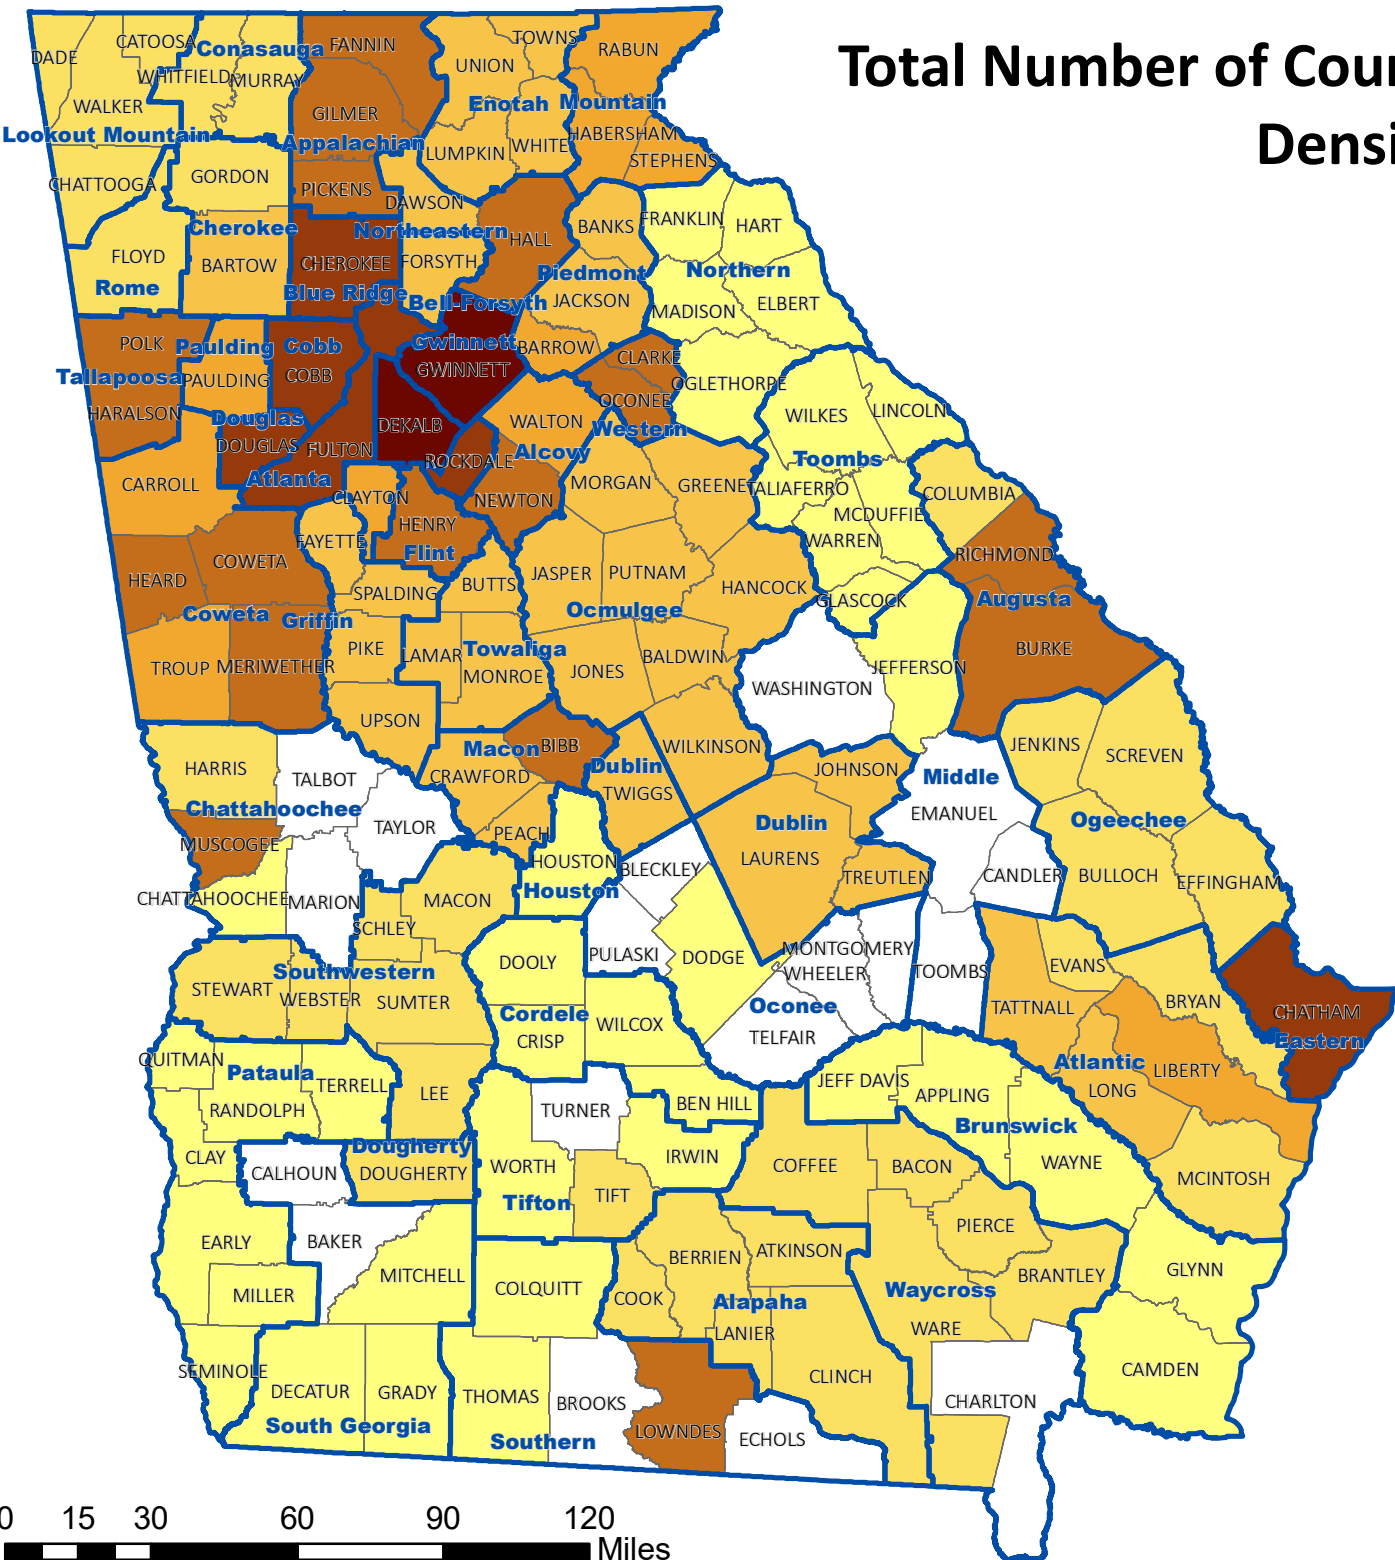 Total Number of Cour
Densi
DADE
CATOOSA
Conasauga
FANNIN
TOWNS
RABUN
UNION
WHITFIELD
MURRAY
WALKER
GILMER
Enotah
Mountain
Lookout Mountain
Appalachian
HABERSHAM
LUMPKIN
WHITE
STEPHENS
CHATTOOGA
GORDON
PICKENS
DAWSON
FRANKLIN
HART
Cherokee
Northeastern
HALL
BANKS
FLOYD
BARTOW
CHEROKEE
FORSYTH
Piedmont
Northern
Rome
Blue Ridge
Bell-Forsyth
JACKSON
MADISON
ELBERT
POLK
Paulding
Cobb
Gwinnett
BARROW
CLARKE
Tallapoosa
PAULDING
COBB
GWINNETT
OGLETHORPE
HARALSON
Douglas
DEKALB
WALTON
OCONEE
WILKES
LINCOLN
DOUGLAS
FULTON
Western
ROCKDALE
Alcovy
Toombs
CARROLL
Atlanta
CLAYTON
NEWTON
MORGAN
GREENE
TALIAFERRO
COLUMBIA
HENRY
MCDUFFIE
FAYETTE
Flint
WARREN
RICHMOND
COWETA
HEARD
SPALDING
BUTTS
JASPER
PUTNAM
HANCOCK
GLASCOCK
Augusta
Coweta
Griffin
Ocmulgee
TROUP
MERIWETHER
PIKE
LAMAR
Towaliga
MONROE
JONES
BALDWIN
WASHINGTON
JEFFERSON
BURKE
UPSON
Macon
BIBB
WILKINSON
JENKINS
SCREVEN
HARRIS
TALBOT
CRAWFORD
Dublin
TWIGGS
JOHNSON
Middle
Chattahoochee
TAYLOR
PEACH
Dublin
EMANUEL
Ogeechee
MUSCOGEE
HOUSTON
BLECKLEY
LAURENS
TREUTLEN
CANDLER
BULLOCH
EFFINGHAM
CHATTAHOOCHEE
MARION
MACON
Houston
SCHLEY
PULASKI
DODGE
MONTGOMERY
Southwestern
DOOLY
WHEELER
TOOMBS
EVANS
STEWART
WEBSTER
SUMTER
Cordele
WILCOX
Oconee
TATTNALL
BRYAN
CHATHAM
CRISP
TELFAIR
Eastern
QUITMAN
Pataula
TERRELL
LEE
Atlantic
LIBERTY
LONG
RANDOLPH
TURNER
BEN HILL
JEFF DAVIS
APPLING
Brunswick
CLAY
CALHOUN
Dougherty
DOUGHERTY
WORTH
IRWIN
COFFEE
BACON
WAYNE
MCINTOSH
Tifton
TIFT
PIERCE
EARLY
BAKER
MITCHELL
BERRIEN
ATKINSON
BRANTLEY
GLYNN
MILLER
COLQUITT
COOK
Alapaha
Waycross
LANIER
WARE
SEMINOLE
DECATUR
GRADY
THOMAS
BROOKS
CLINCH
CHARLTON
CAMDEN
South Georgia
Southern
LOWNDES
ECHOLS
0 15 30 60 90 120
Miles